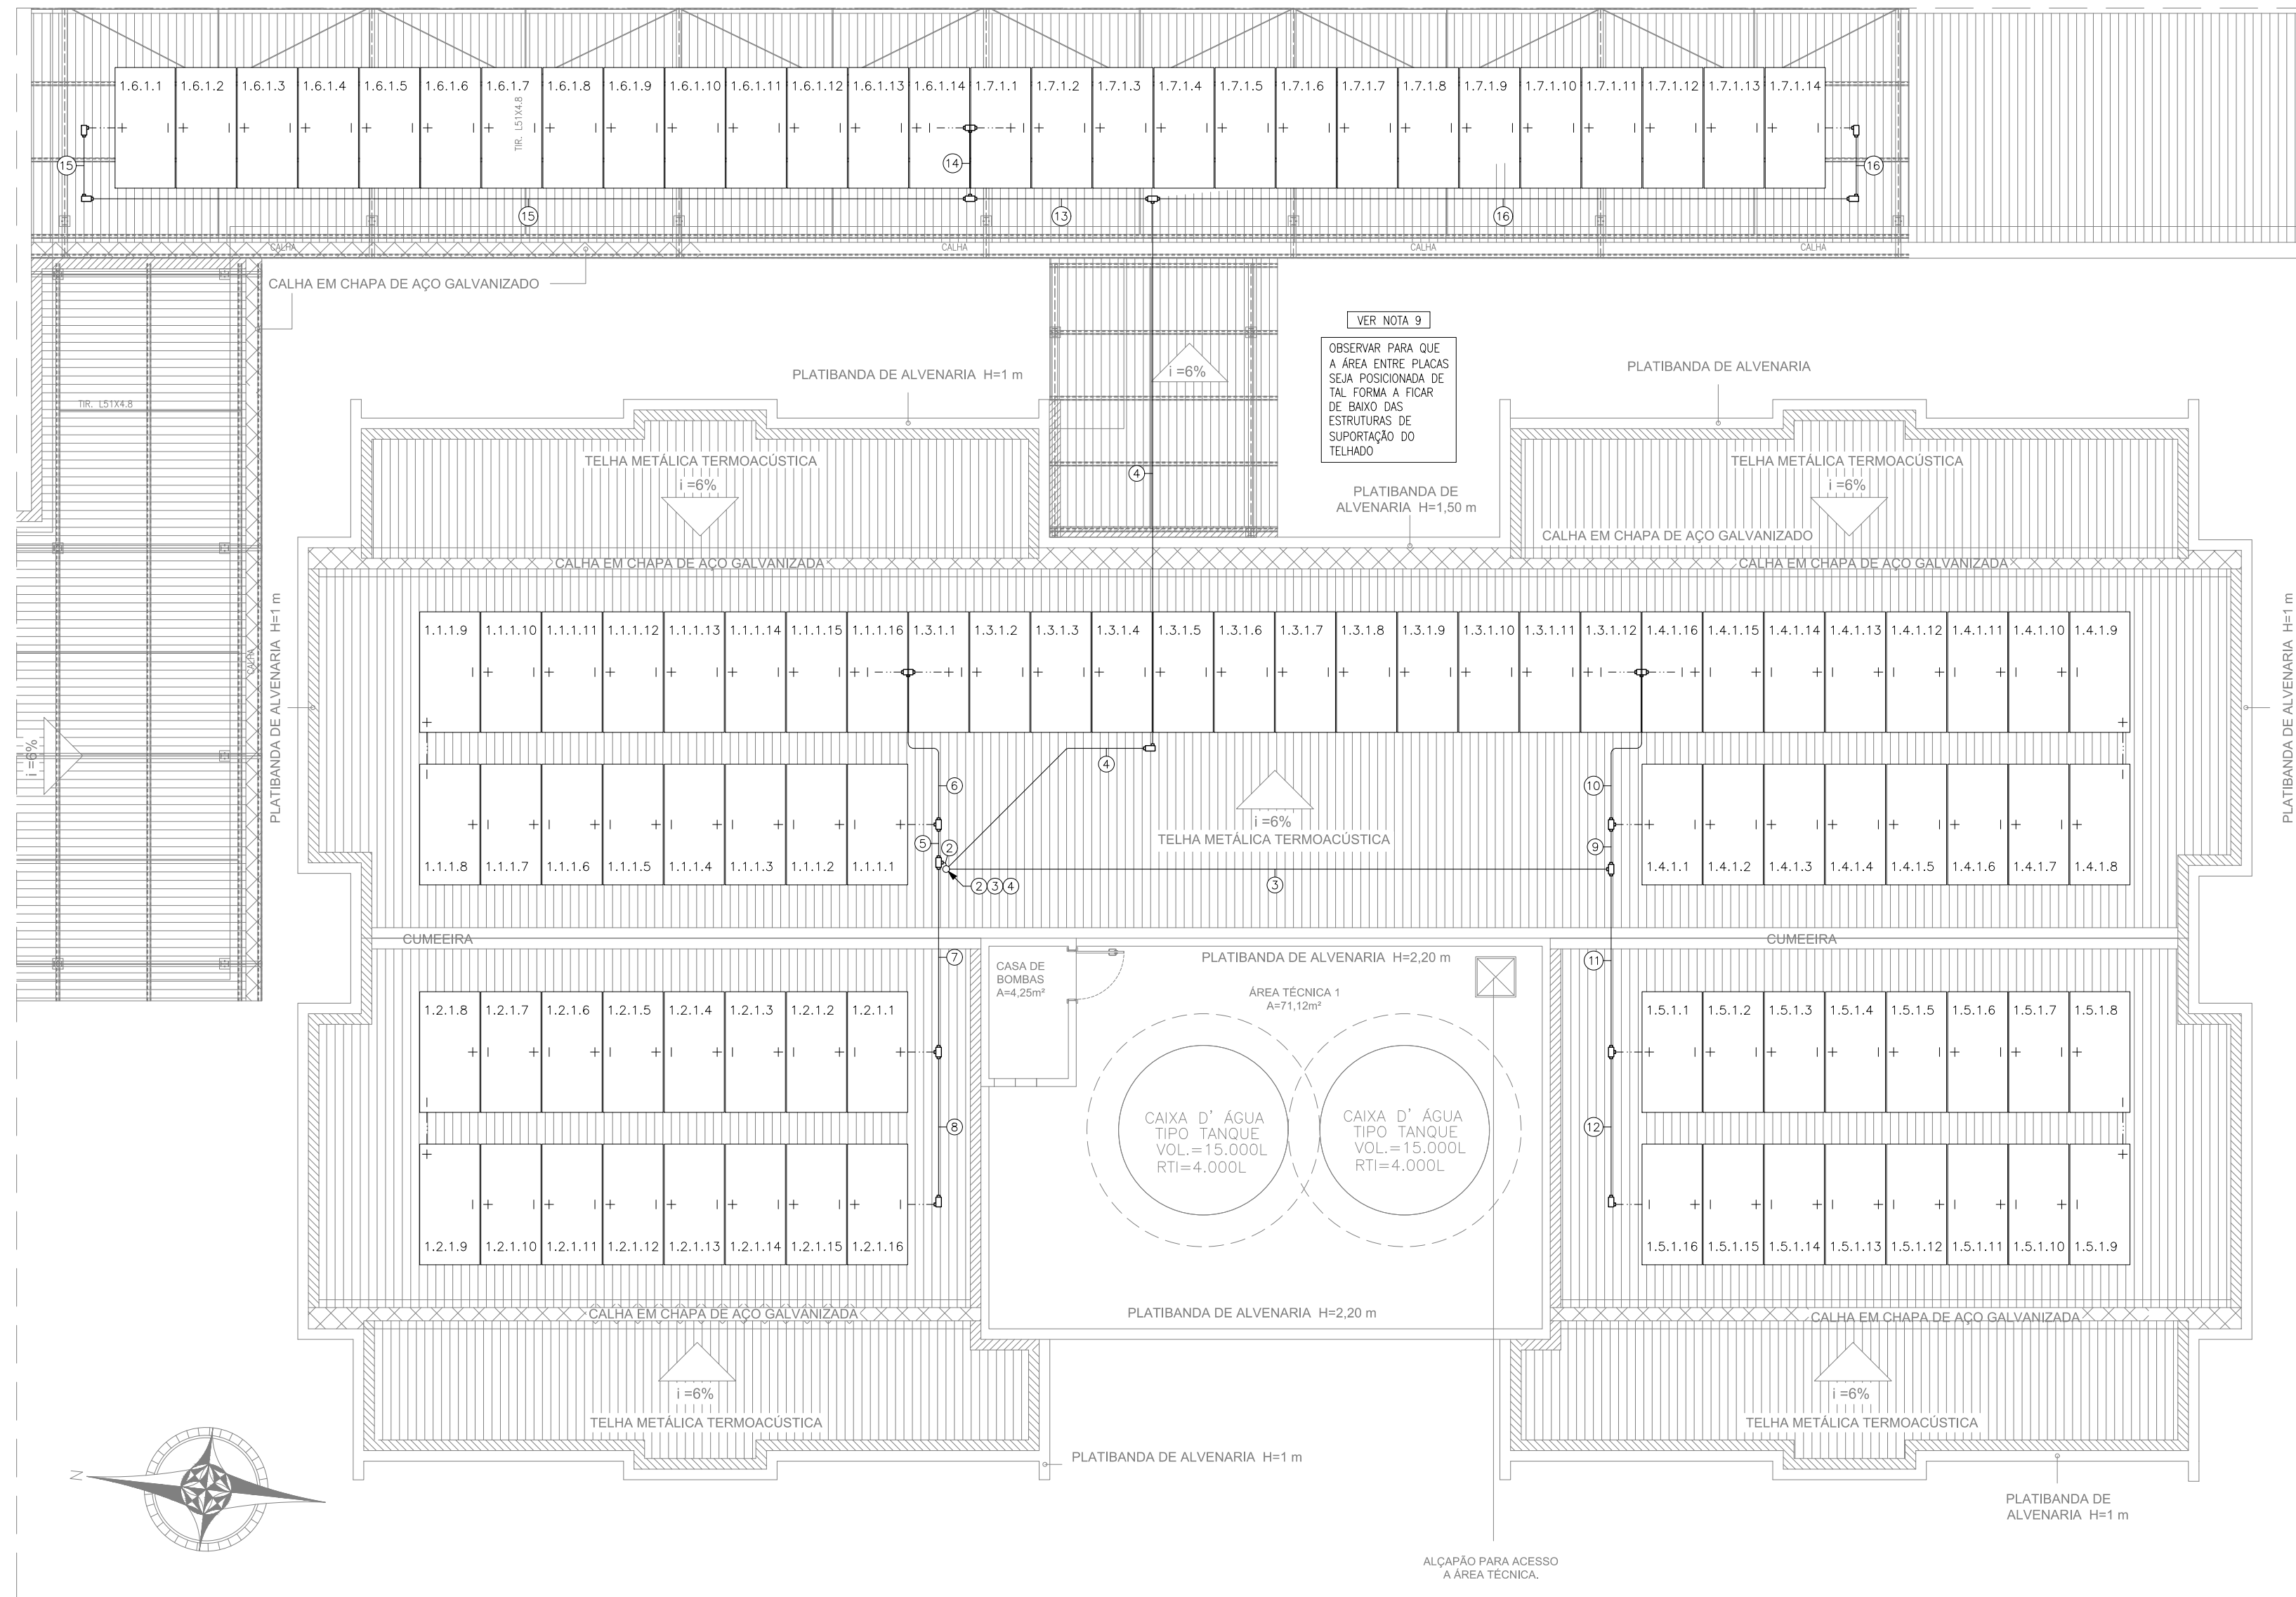 1.6.1.1 1.6.1.2 1.6.1.3 1.6.1.4 1.6.1.5 1.6.1.6 1.6.1.7 1.6.1.8 1.6.1.9 1.6.1.10 1.6.1.11 1.6.1.12 1.6.1.13 1.6.1.14 1.7.1.1 1.7.1.2 1.7.1.3 1.7.1.4 1.7.1.5 1.7.1.6 1.7.1.7 1.7.1.8 1.7.1.9 1.7.1.10 1.7.1.11 1.7.1.12 1.7.1.13 1.7.1.14
TIR. L51X4.8
15
14
16
15
13
16
CALHA
CALHA
CALHA
CALHA
CALHA EM CHAPA DE AÇO GALVANIZADO
VER NOTA 9
OBSERVAR PARA QUE
A ÁREA ENTRE PLACAS
SEJA POSICIONADA DE
TAL FORMA A FICAR
DE BAIXO DAS
ESTRUTURAS DE
SUPORTAÇÃO DO
TELHADO
i =6%
PLATIBANDA DE ALVENARIA H=1 m
PLATIBANDA DE ALVENARIA
TIR. L51X4.8
TELHA METÁLICA TERMOACÚSTICA
i =6%
4
TELHA METÁLICA TERMOACÚSTICA
i =6%
PLATIBANDA DE
ALVENARIA H=1,50 m
CALHA EM CHAPA DE AÇO GALVANIZADO
CALHA EM CHAPA DE AÇO GALVANIZADA
CALHA EM CHAPA DE AÇO GALVANIZADA
PLATIBANDA DE ALVENARIA H=1 m
PLATIBANDA DE ALVENARIA H=1 m
CALHA
i =6%
1.1.1.9 1.1.1.10 1.1.1.11 1.1.1.12 1.1.1.13 1.1.1.14 1.1.1.15 1.1.1.16 1.3.1.1 1.3.1.2 1.3.1.3 1.3.1.4 1.3.1.5 1.3.1.6 1.3.1.7 1.3.1.8 1.3.1.9 1.3.1.10 1.3.1.11 1.3.1.12 1.4.1.16 1.4.1.15 1.4.1.14 1.4.1.13 1.4.1.12 1.4.1.11 1.4.1.10 1.4.1.9
4
6
10
i =6%
TELHA METÁLICA TERMOACÚSTICA
5
2
9
1.1.1.8 1.1.1.7 1.1.1.6 1.1.1.5 1.1.1.4 1.1.1.3 1.1.1.2 1.1.1.1
1.4.1.1 1.4.1.2 1.4.1.3 1.4.1.4 1.4.1.5 1.4.1.6 1.4.1.7 1.4.1.8
2 3 4
3
CUMEEIRA
CUMEEIRA
7
11
CASA DE
BOMBAS
A=4,25m²
PLATIBANDA DE ALVENARIA H=2,20 m
ÁREA TÉCNICA 1
A=71,12m²
1.2.1.8 1.2.1.7 1.2.1.6 1.2.1.5 1.2.1.4 1.2.1.3 1.2.1.2 1.2.1.1
1.5.1.1 1.5.1.2 1.5.1.3 1.5.1.4 1.5.1.5 1.5.1.6 1.5.1.7 1.5.1.8
8
12
CAIXA D' ÁGUA
TIPO TANQUE
VOL.=15.000L
RTI=4.000L
CAIXA D' ÁGUA
TIPO TANQUE
VOL.=15.000L
RTI=4.000L
1.2.1.9 1.2.1.10 1.2.1.11 1.2.1.12 1.2.1.13 1.2.1.14 1.2.1.15 1.2.1.16
1.5.1.16 1.5.1.15 1.5.1.14 1.5.1.13 1.5.1.12 1.5.1.11 1.5.1.10 1.5.1.9
CALHA EM CHAPA DE AÇO GALVANIZADA
PLATIBANDA DE ALVENARIA H=2,20 m
CALHA EM CHAPA DE AÇO GALVANIZADA
i =6%
TELHA METÁLICA TERMOACÚSTICA
i =6%
TELHA METÁLICA TERMOACÚSTICA
PLATIBANDA DE ALVENARIA H=1 m
N
PLATIBANDA DE
ALVENARIA H=1 m
ALÇAPÃO PARA ACESSO
A ÁREA TÉCNICA.